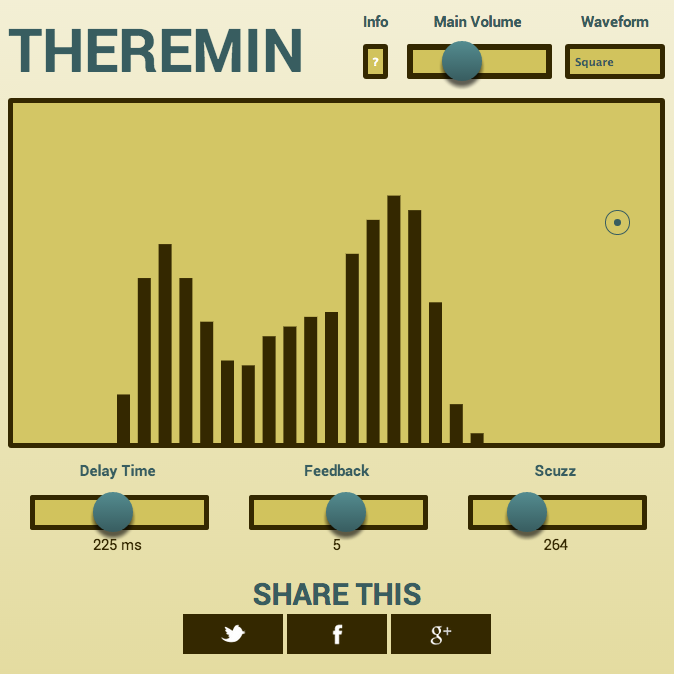 THEREMIN
Info
Main Volume
Waveform
?
Square
Delay Time
Feedback
Scuzz
225 ms
5
264
SHARE THIS
f
g+